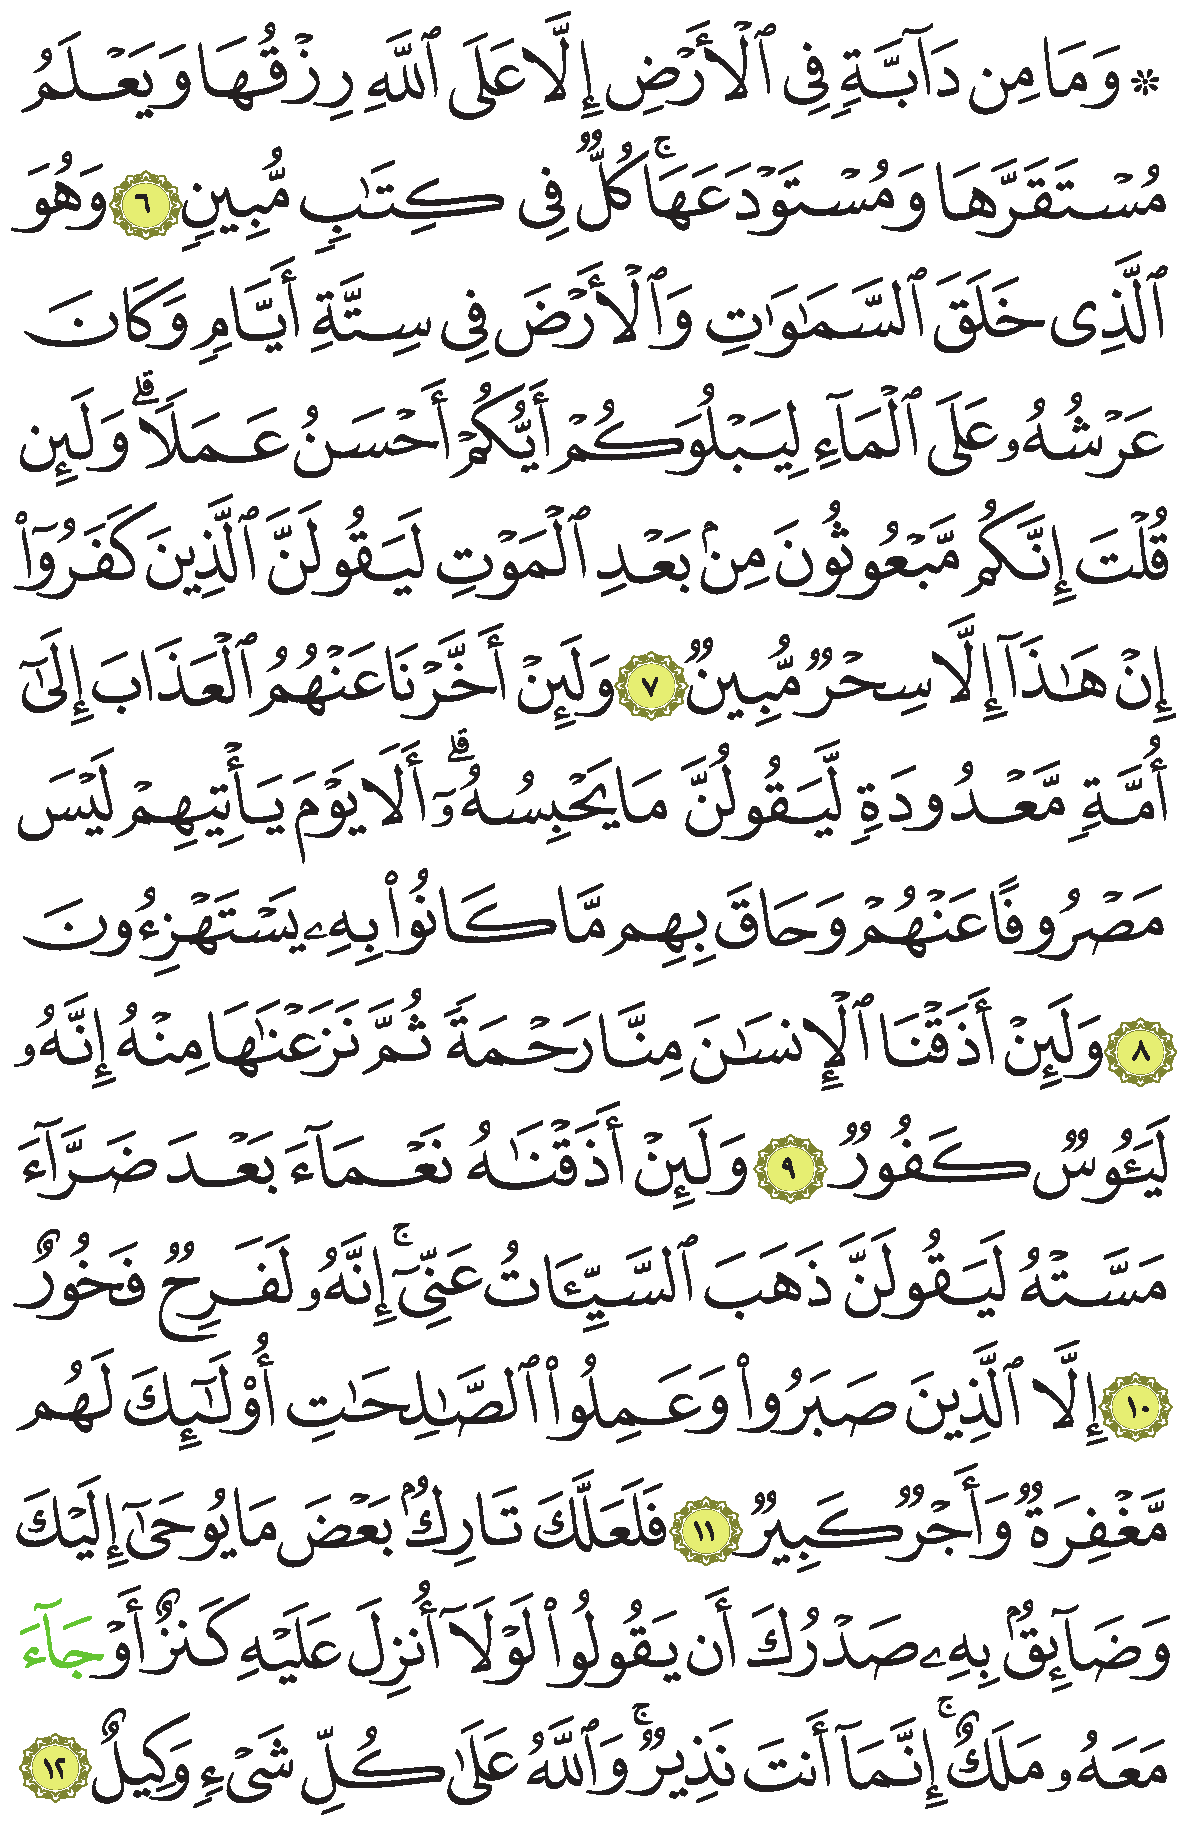 ۞ وَمَا مِن دَآبَّةٍ فِى ٱلْأَرْضِ إِلَّا عَلَى ٱللَّهِ رِزْقُهَا وَيَعْلَمُ
مُسْتَقَرَّهَا وَمُسْتَوْدَعَهَا ۚ كُلٌّ فِى كِتَـٰبٍ مُّبِينٍ ٦ وَهُوَ
ٱلَّذِى خَلَقَ ٱلسَّمَـٰوَٰتِ وَٱلْأَرْضَ فِى سِتَّةِ أَيَّامٍ وَكَانَ
عَرْشُهُۥ عَلَى ٱلْمَآءِ لِيَبْلُوَكُمْ أَيُّكُمْ أَحْسَنُ عَمَلًا ۗ وَلَئِن
قُلْتَ إِنَّكُم مَّبْعُوثُونَ مِنۢ بَعْدِ ٱلْمَوْتِ لَيَقُولَنَّ ٱلَّذِينَ كَفَرُوٓا۟
إِنْ هَـٰذَآ إِلَّا سِحْرٌ مُّبِينٌ ٧ وَلَئِنْ أَخَّرْنَا عَنْهُمُ ٱلْعَذَابَ إِلَىٰٓ
أُمَّةٍ مَّعْدُودَةٍ لَّيَقُولُنَّ مَا يَحْبِسُهُۥٓ ۗ أَلَا يَوْمَ يَأْتِيهِمْ لَيْسَ
مَصْرُوفًا عَنْهُمْ وَحَاقَ بِهِم مَّا كَانُوا۟ بِهِۦ يَسْتَهْزِءُونَ
٨ وَلَئِنْ أَذَقْنَا ٱلْإِنسَـٰنَ مِنَّا رَحْمَةً ثُمَّ نَزَعْنَـٰهَا مِنْهُ إِنَّهُۥ
لَيَـُٔوسٌ كَفُورٌ ٩ وَلَئِنْ أَذَقْنَـٰهُ نَعْمَآءَ بَعْدَ ضَرَّآءَ
مَسَّتْهُ لَيَقُولَنَّ ذَهَبَ ٱلسَّيِّـَٔاتُ عَنِّىٓ ۚ إِنَّهُۥ لَفَرِحٌ فَخُورٌ
١٠ إِلَّا ٱلَّذِينَ صَبَرُوا۟ وَعَمِلُوا۟ ٱلصَّـٰلِحَـٰتِ أُو۟لَـٰٓئِكَ لَهُم
مَّغْفِرَةٌ وَأَجْرٌ كَبِيرٌ ١١ فَلَعَلَّكَ تَارِكٌۢ بَعْضَ مَا يُوحَىٰٓ إِلَيْكَ
وَضَآئِقٌۢ بِهِۦ صَدْرُكَ أَن يَقُولُوا۟ لَوْلَآ أُنزِلَ عَلَيْهِ كَنزٌ أَوْ جَآءَ
مَعَهُۥ مَلَكٌ ۚ إِنَّمَآ أَنتَ نَذِيرٌ ۚ وَٱللَّهُ عَلَىٰ كُلِّ شَىْءٍ وَكِيلٌ ١٢